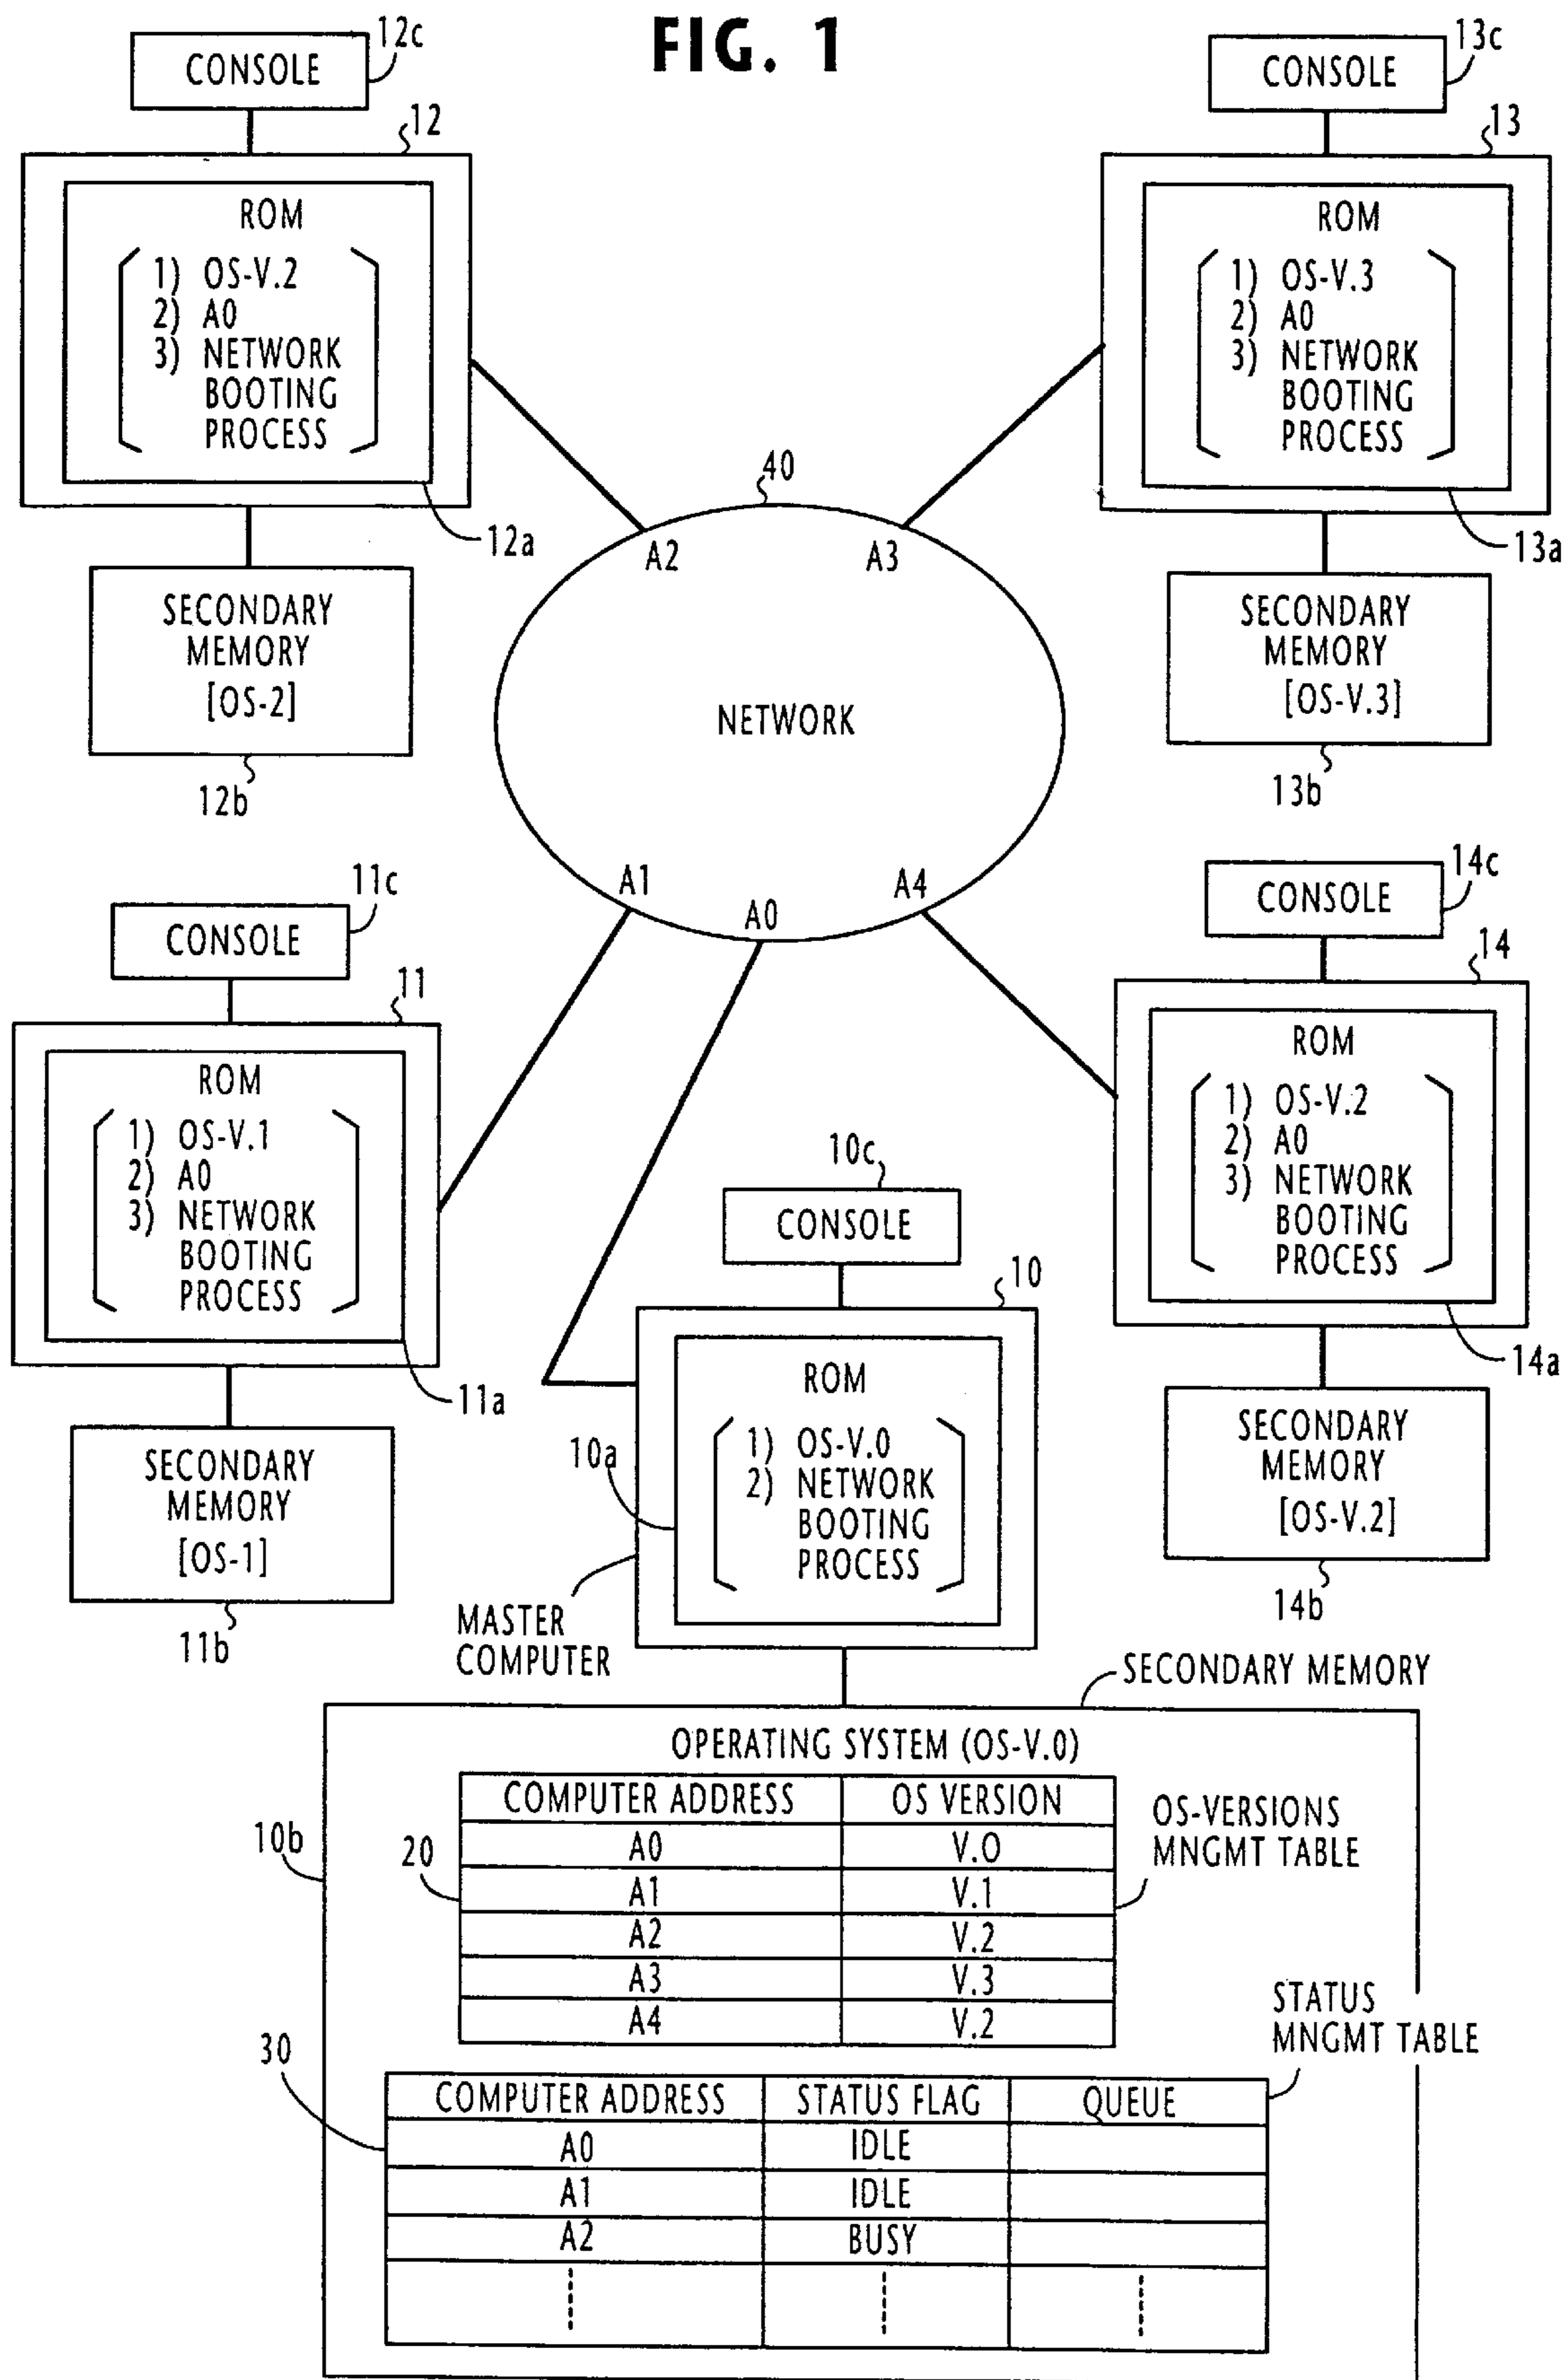 FIG. 1
12c
CONSOLE
12
ROM
1) OS-V.2
2) A0
3) NETWORK
BOOTING
PROCESS
12a
SECONDARY
MEMORY
[OS-2]
12b
13c
CONSOLE
13
ROM
1) OS-V.3
2) A0
3) NETWORK
BOOTING
PROCESS
13a
SECONDARY
MEMORY
[OS-V.3]
13b
40
A2
A3
NETWORK
A1
A0
A4
11c
CONSOLE
11
ROM
1) OS-V.1
2) A0
3) NETWORK
BOOTING
PROCESS
11a
SECONDARY
MEMORY
[OS-1]
11b
14c
CONSOLE
14
ROM
1) OS-V.2
2) A0
3) NETWORK
BOOTING
PROCESS
14a
SECONDARY
MEMORY
[OS-V.2]
14b
10c
CONSOLE
10
ROM
1) OS-V.0
2) NETWORK
BOOTING
PROCESS
10a
MASTER
COMPUTER
SECONDARY MEMORY
10b
OPERATING SYSTEM (OS-V.0)
COMPUTER ADDRESS OS VERSION
A0 V.O
A1 V.1
A2 V.2
A3 V.3
A4 V.2
20
OS-VERSIONS
MNGMT TABLE
30
STATUS
MNGMT TABLE
COMPUTER ADDRESS STATUS FLAG QUEUE
A0 IDLE
A1 IDLE
A2 BUSY